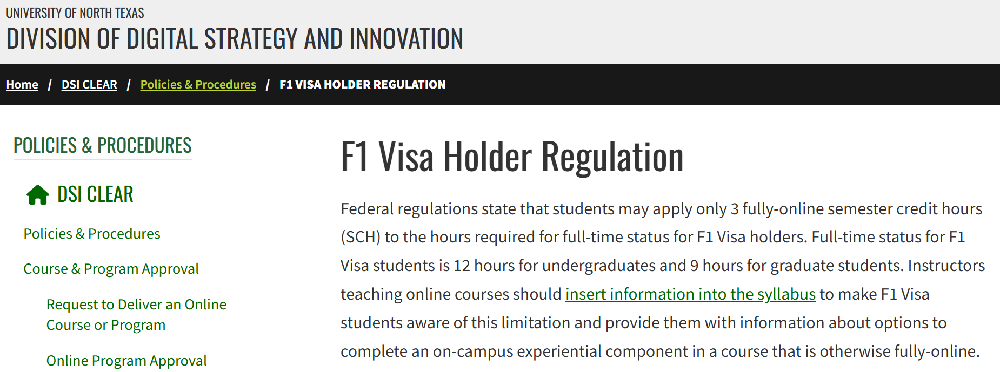 UNIVERSITY OF NORTH TEXAS
DIVISION OF DIGITAL STRATEGY AND INNOVATION
Home / DSI CLEAR / Policies & Procedures / F1 VISA HOLDER REGULATION
POLICIES & PROCEDURES
DSI CLEAR
Policies & Procedures
Course & Program Approval
Request to Deliver an Online
Course or Program
Online Program Approval
F1 Visa Holder Regulation
Federal regulations state that students may apply only 3 fully-online semester credit hours
(SCH) to the hours required for full-time status for F1 Visa holders. Full-time status for F1
Visa students is 12 hours for undergraduates and 9 hours for graduate students. Instructors
teaching online courses should insert information into the syllabus to make F1 Visa
students aware of this limitation and provide them with information about options to
complete an on-campus experiential component in a course that is otherwise fully-online.